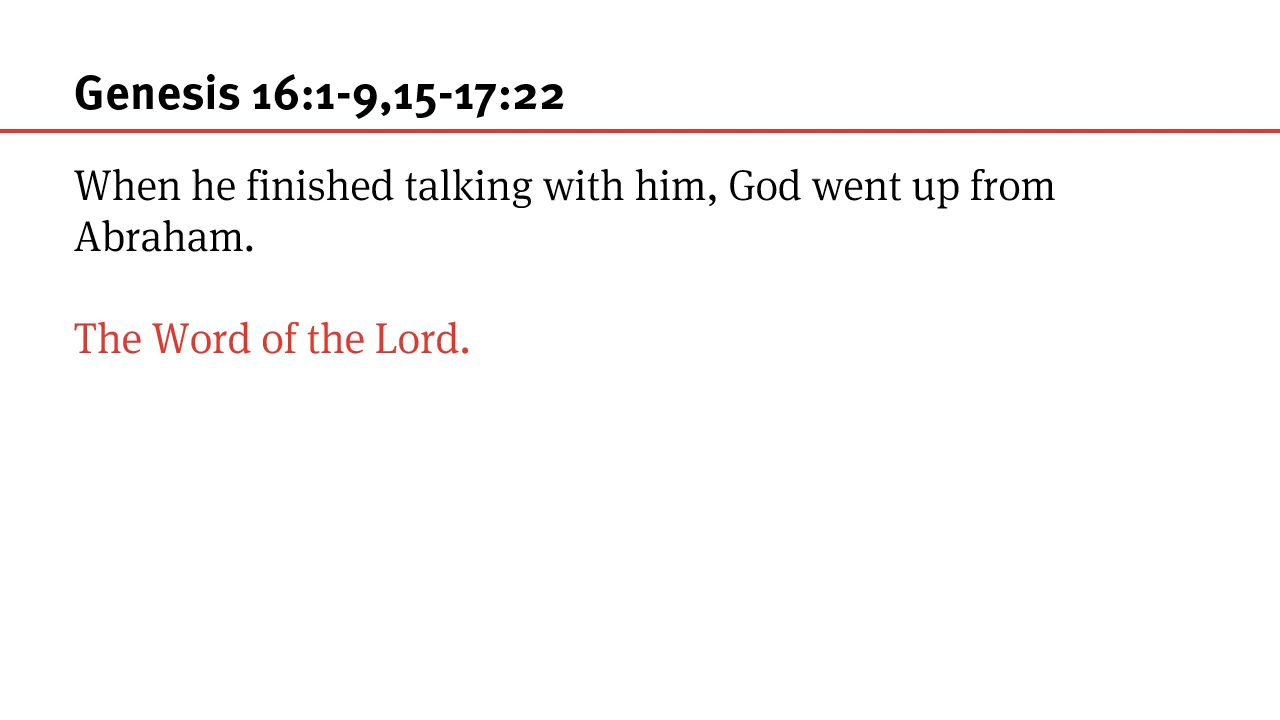 Genesis 16:1-9,15-17:22
When he finished talking with him, God went up from
Abraham.
The Word of the Lord.